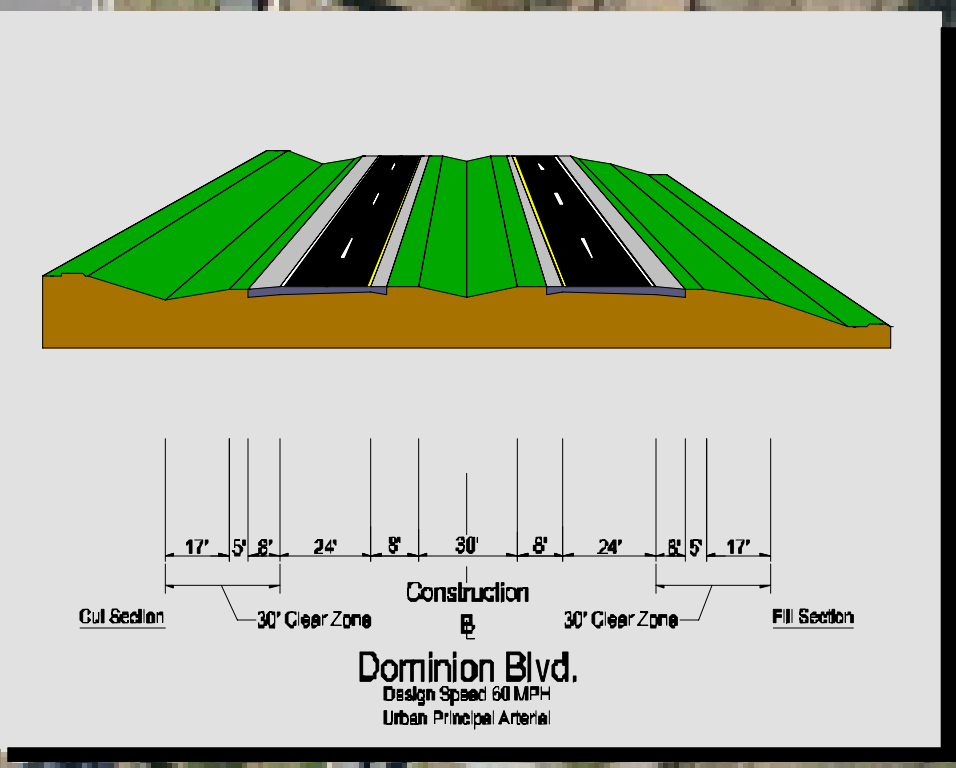 17' 5' 8' 24' 8' 30' 8' 24' 8' 5' 17'
Construction
Cut Section 30' Clear Zone B 30' Clear Zone Fill Section
Dominion Blvd.
Design Speed 60 MPH
Urban Principal Arterial